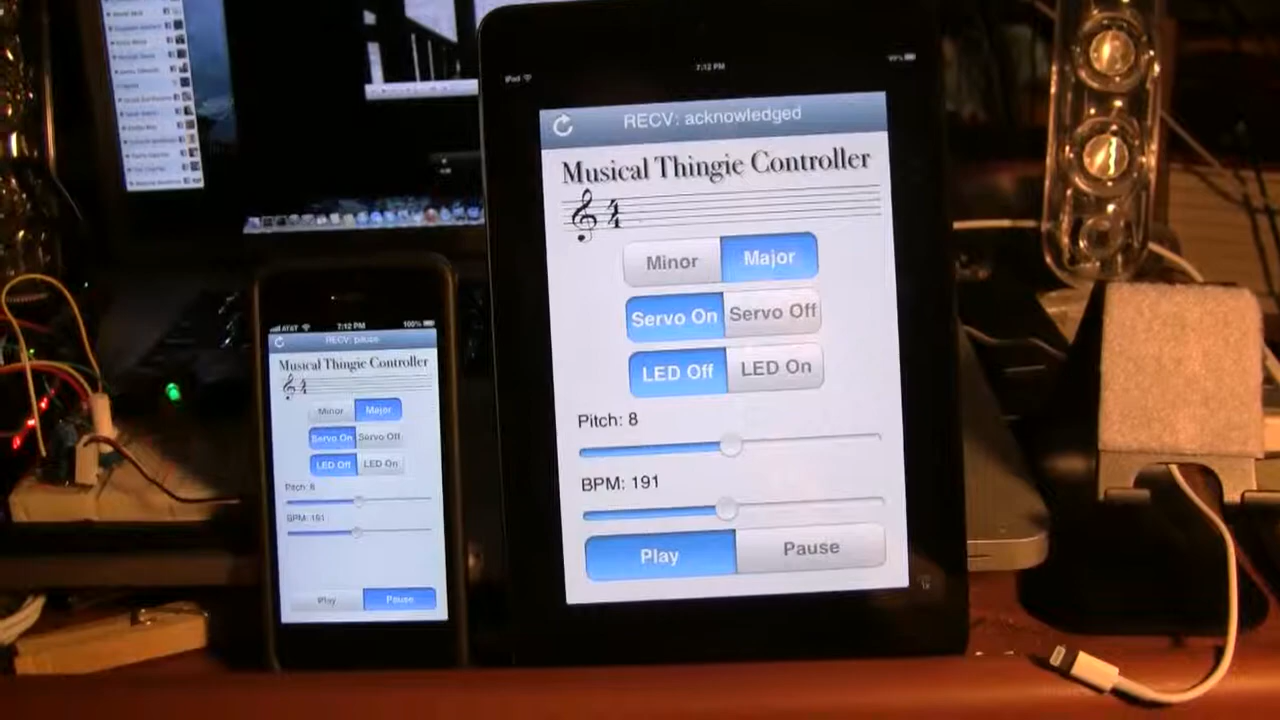 iPad
7:12 PM
RECV: acknowledged
Musical Thingie Controller
Minor Major
Servo On Servo Off
LED Off LED On
Pitch: 8
BPM: 191
Play Pause
AT&T 7:12 PM 100%
RECV: pause
Musical Thingie Controller
Minor Major
Servo On Servo Off
LED Off LED On
Pitch: 8
BPM: 191
Play Pause